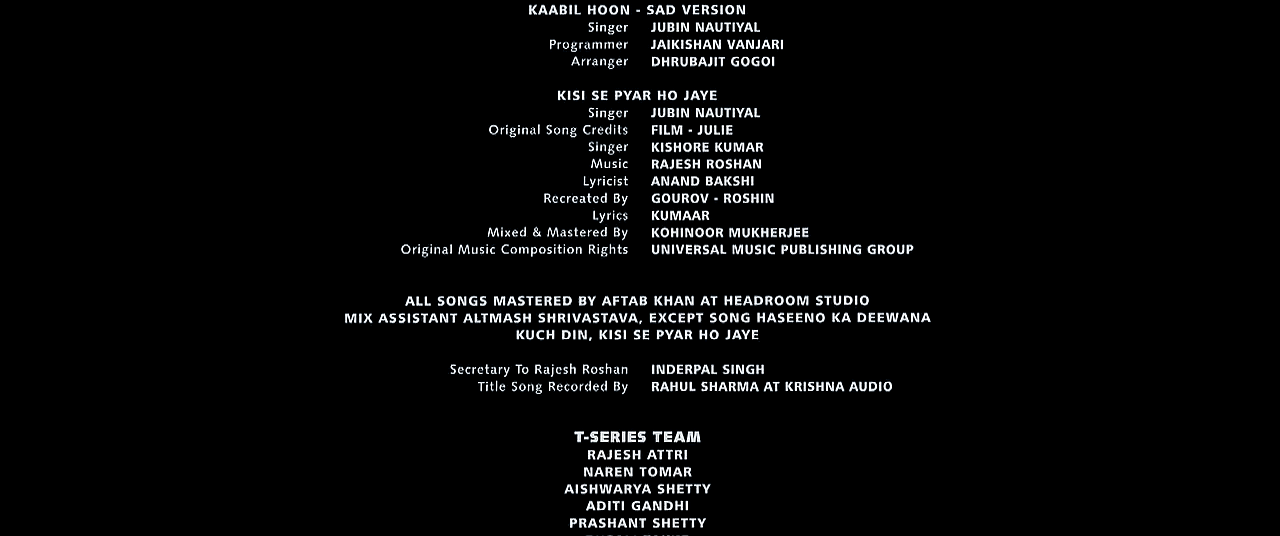 KAABIL HOON - SAD VERSION
Singer JUBIN NAUTIYAL
Programmer JAIKISHAN VANJARI
Arranger DHRUBAJIT GOGOI
KISI SE PYAR HO JAYE
Singer JUBIN NAUTIYAL
Original Song Credits FILM - JULIE
Singer KISHORE KUMAR
Music RAJESH ROSHAN
Lyricist ANAND BAKSHI
Recreated By GOUROV - ROSHIN
Lyrics KUMAAR
Mixed & Mastered By KOHINOOR MUKHERJEE
Original Music Composition Rights UNIVERSAL MUSIC PUBLISHING GROUP
ALL SONGS MASTERED BY AFTAB KHAN AT HEADROOM STUDIO
MIX ASSISTANT ALTMASH SHRIVASTAVA, EXCEPT SONG HASEENO KA DEEWANA
KUCH DIN, KISI SE PYAR HO JAYE
Secretary To Rajesh Roshan INDERPAL SINGH
Title Song Recorded By RAHUL SHARMA AT KRISHNA AUDIO
T-SERIES TEAM
RAJESH ATTRI
NAREN TOMAR
AISHWARYA SHETTY
ADITI GANDHI
PRASHANT SHETTY